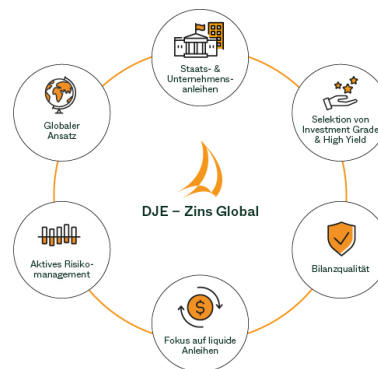 Staats- &
Unternehmens-
anleihen
Globaler
Ansatz
Selektion von
Investment Grade
& High Yield
DJE – Zins Global
Aktives Risiko-
management
Bilanzqualität
$
Fokus auf liquide
Anleihen